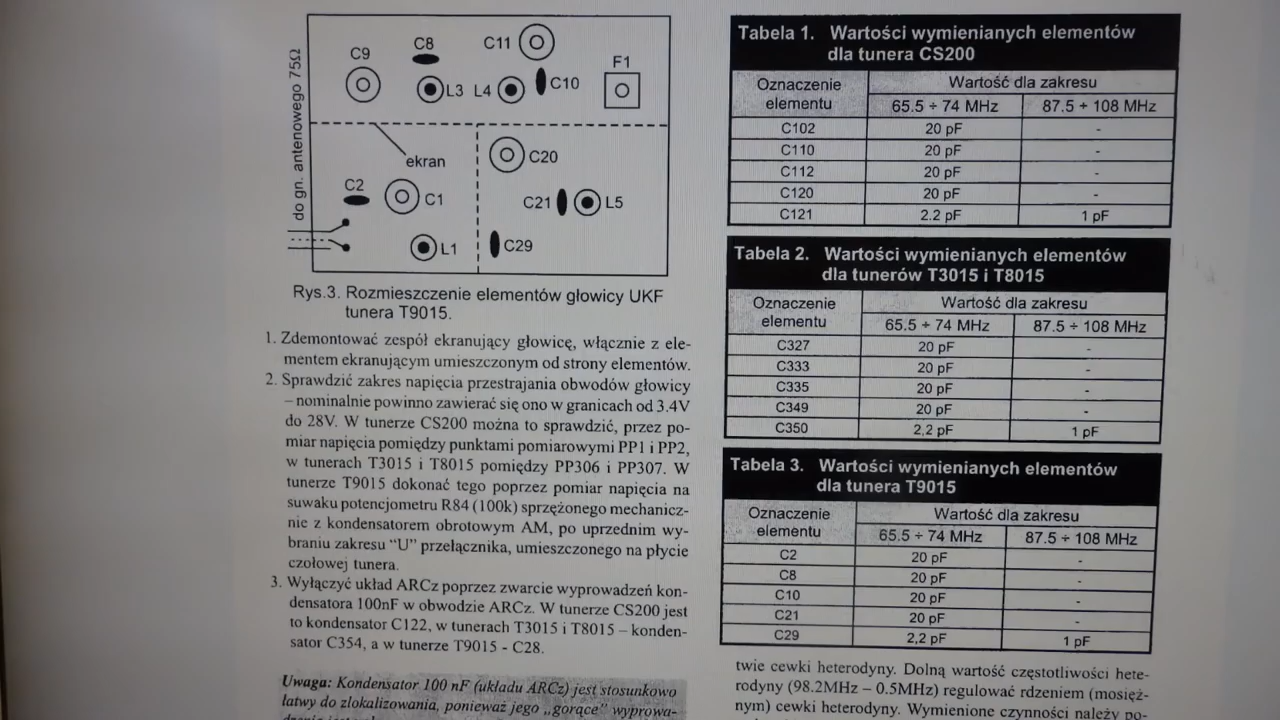 do gn. antenowego 75Ω
C9
C8
C11
F1
L3
L4
C10
ekran
C20
C2
C1
C21
L5
L1
C29
Rys.3. Rozmieszczenie elementów głowicy UKF
tunera T9015.
1. Zdemontować zespół ekranujący głowicę, włącznie z ele-
mentem ekranującym umieszczonym od strony elementów.
2. Sprawdzić zakres napięcia przestrajania obwodów głowicy
– nominalnie powinno zawierać się ono w granicach od 3.4V
do 28V. W tunerze CS200 można to sprawdzić, przez po-
miar napięcia pomiędzy punktami pomiarowymi PP1 i PP2,
w tunerach T3015 i T8015 pomiędzy PP306 i PP307. W
tunerze T9015 dokonać tego poprzez pomiar napięcia na
suwaku potencjometru R84 (100k) sprzężonego mechanicz-
nie z kondensatorem obrotowym AM, po uprzednim wy-
braniu zakresu "U" przełącznika, umieszczonego na płycie
czołowej tunera.
3. Wyłączyć układ ARCz poprzez zwarcie wyprowadzeń kon-
densatora 100nF w obwodzie ARCz. W tunerze CS200 jest
to kondensator C122, w tunerach T3015 i T8015 – konden-
sator C354, a w tunerze T9015 - C28.
Uwaga: Kondensator 100 nF (układu ARCz) jest stosunkowo
łatwy do zlokalizowania, ponieważ jego „gorące" wyprowa-
Tabela 1. Wartości wymienianych elementów
dla tunera CS200
Oznaczenie elementu Wartość dla zakresu
65.5 ÷ 74 MHz 87.5 ÷ 108 MHz
C102 20 pF -
C110 20 pF -
C112 20 pF -
C120 20 pF -
C121 2.2 pF 1 pF
Tabela 2. Wartości wymienianych elementów
dla tunerów T3015 i T8015
Oznaczenie elementu Wartość dla zakresu
65.5 ÷ 74 MHz 87.5 ÷ 108 MHz
C327 20 pF -
C333 20 pF -
C335 20 pF -
C349 20 pF -
C350 2,2 pF 1 pF
Tabela 3. Wartości wymienianych elementów
dla tunera T9015
Oznaczenie elementu Wartość dla zakresu
65.5 ÷ 74 MHz 87.5 ÷ 108 MHz
C2 20 pF -
C8 20 pF -
C10 20 pF -
C21 20 pF -
C29 2,2 pF 1 pF
twie cewki heterodyny. Dolną wartość częstotliwości hete-
rodyny (98.2MHz – 0.5MHz) regulować rdzeniem (mosięż-
nym) cewki heterodyny. Wymienione czynności należy po-